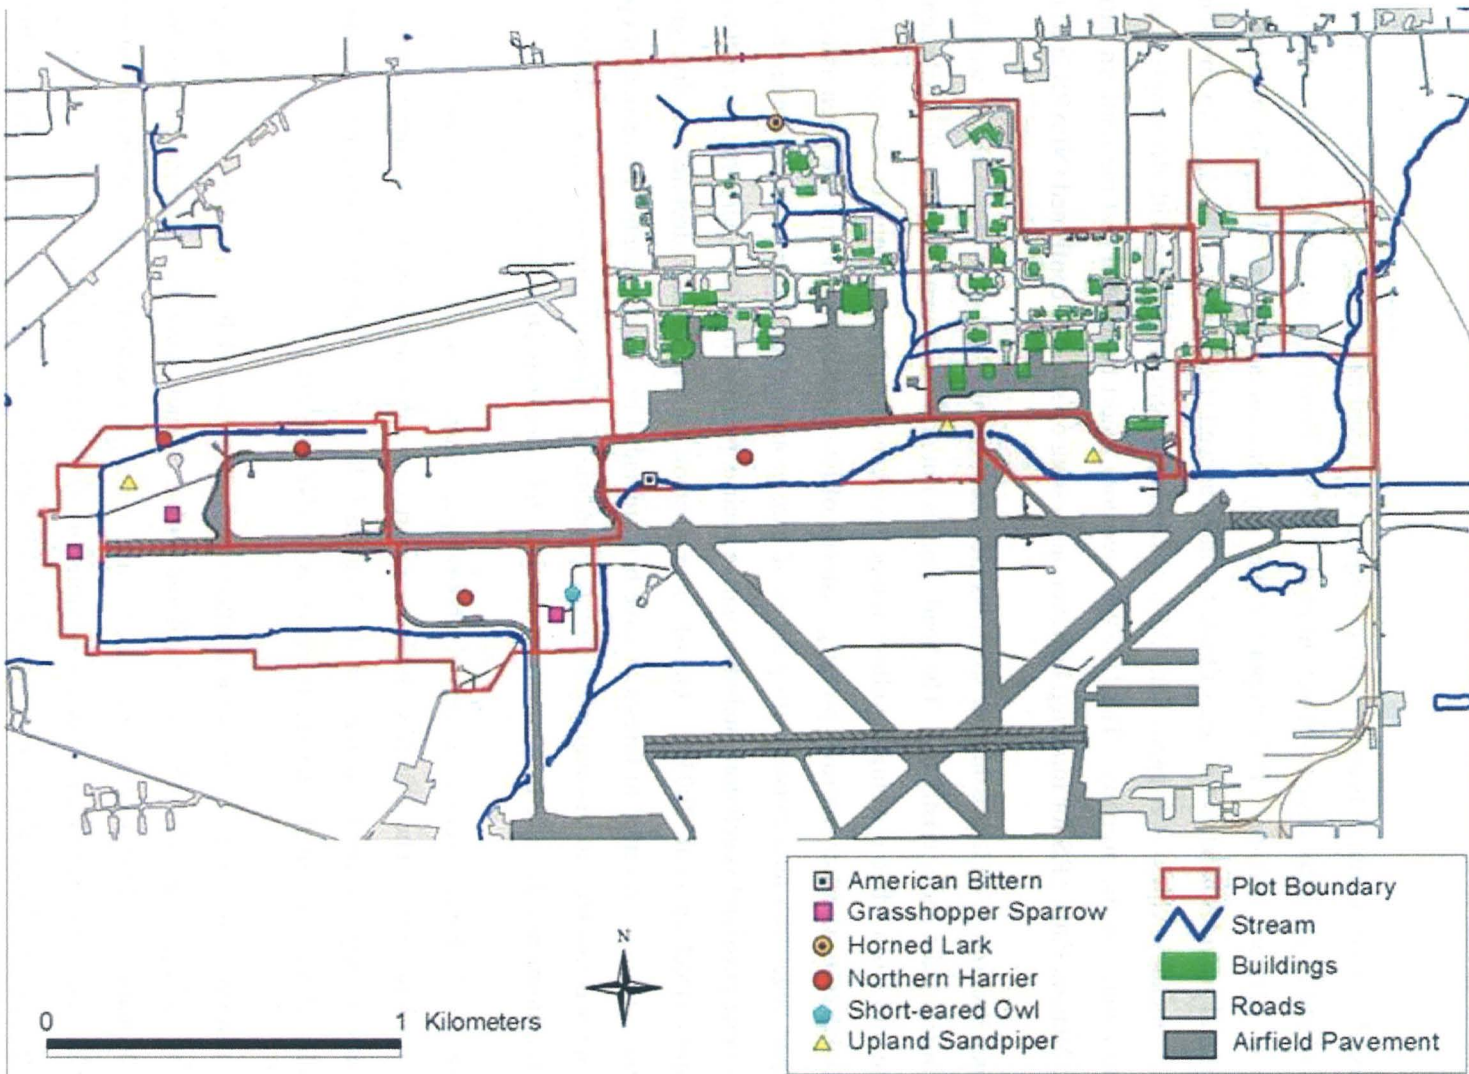 N
0 1 Kilometers
American Bittern
Grasshopper Sparrow
Horned Lark
Northern Harrier
Short-eared Owl
Upland Sandpiper
Plot Boundary
Stream
Buildings
Roads
Airfield Pavement